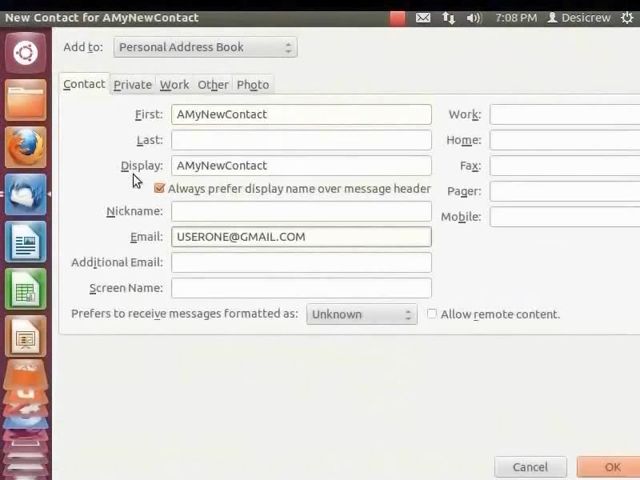 New Contact for AMyNewContact 7:08 PM Desicrew
Add to: Personal Address Book
Contact Private Work Other Photo
First: AMyNewContact Work:
Last: Home:
Display: AMyNewContact Fax:
Always prefer display name over message header
Pager:
Nickname: Mobile:
Email: USERONE@GMAIL.COM
Additional Email:
Screen Name:
Prefers to receive messages formatted as: Unknown Allow remote content.
Cancel OK